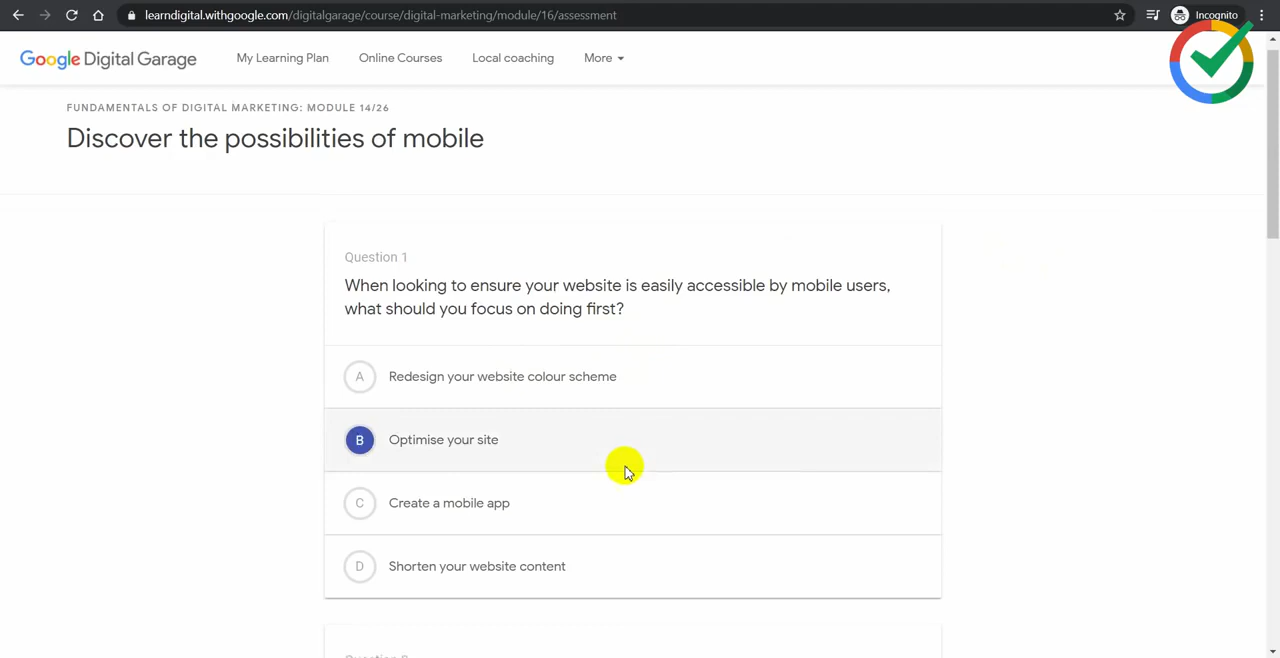 learndigital.withgoogle.com/digitalgarage/course/digital-marketing/module/16/assessment
Incognito
Google Digital Garage
My Learning Plan
Online Courses
Local coaching
More
FUNDAMENTALS OF DIGITAL MARKETING: MODULE 14/26
Discover the possibilities of mobile
Question 1
When looking to ensure your website is easily accessible by mobile users,
what should you focus on doing first?
A Redesign your website colour scheme
B Optimise your site
C Create a mobile app
D Shorten your website content